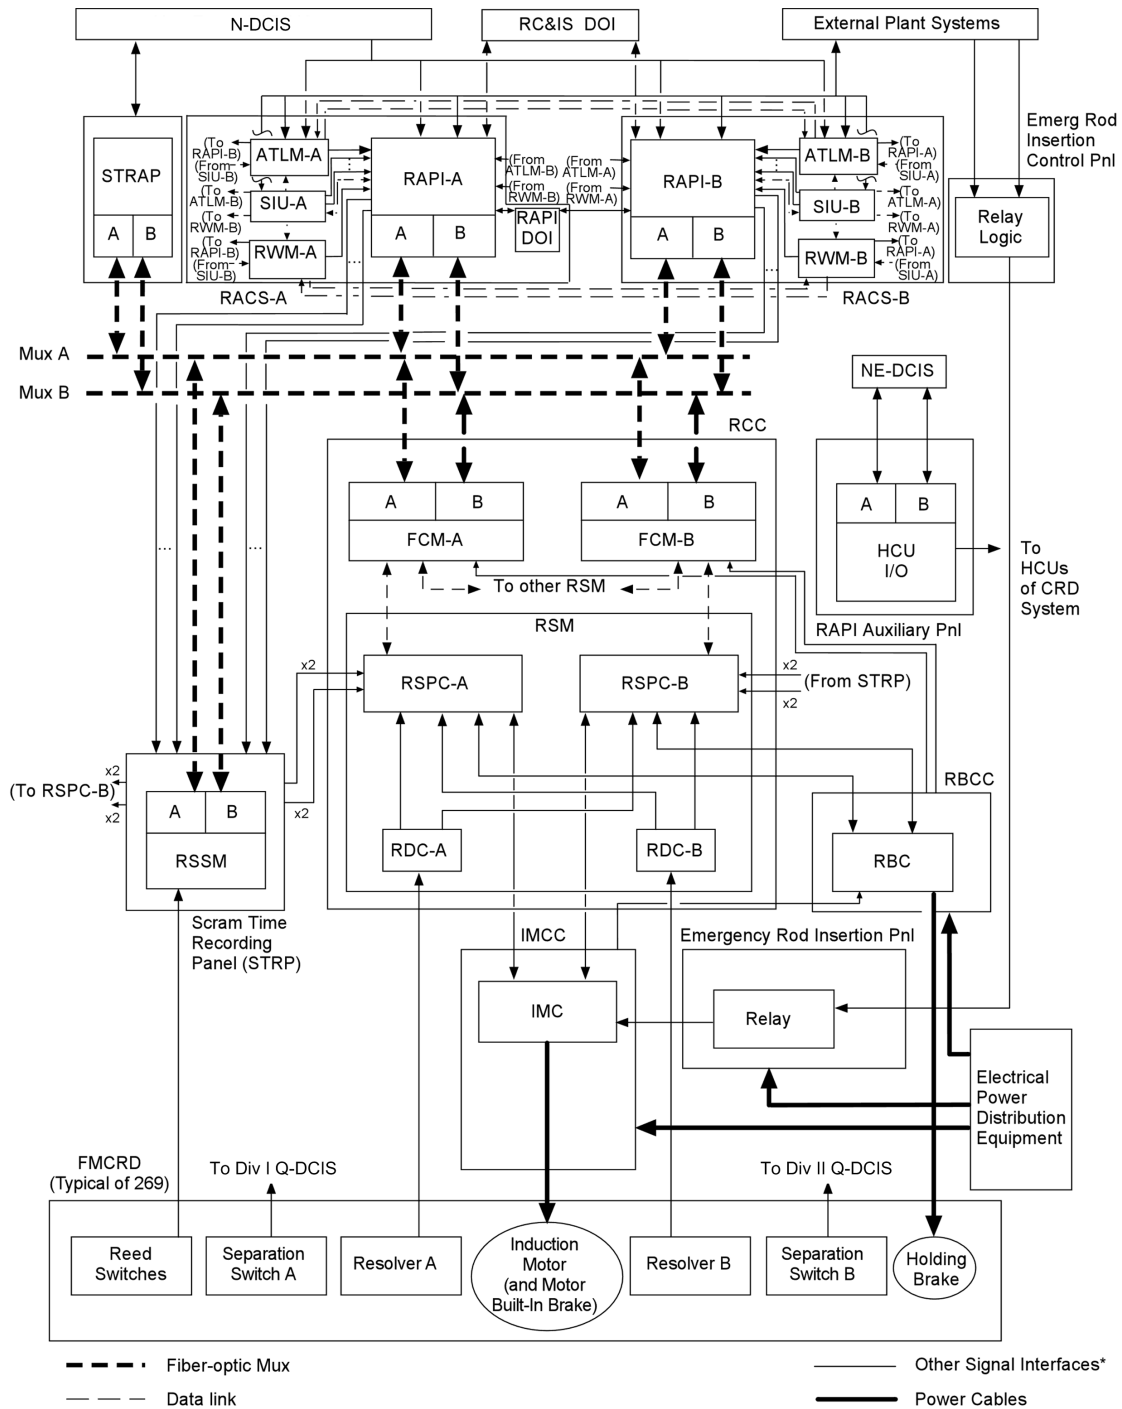 N-DCIS
RC&IS DOI
External Plant Systems
Emerg Rod
Insertion
Control Pnl
STRAP
A
B
(To
RAPI-B)
(From
SIU-B)
(To
ATLM-B)
(To
RWM-B)
(To
RAPI-B)
(From
SIU-B)
ATLM-A
SIU-A
RWM-A
RAPI-A
A
B
(From
ATLM-B)
(From
RWM-B)
RAPI
DOI
(From
ATLM-A)
(From
RWM-A)
RAPI-B
A
B
ATLM-B
SIU-B
RWM-B
(To
RAPI-A)
(From
SIU-A)
(To
ATLM-A)
(To
RWM-A)
(To
RAPI-A)
(From
SIU-A)
Relay
Logic
RACS-A
RACS-B
...
...
Mux A
Mux B
NE-DCIS
RCC
A
B
FCM-A
A
B
FCM-B
A
B
HCU
I/O
To
HCUs
of CRD
System
RAPI Auxiliary Pnl
...
...
To other RSM
RSM
RSPC-A
RSPC-B
x2
x2
(From STRP)
x2
x2
(To RSPC-B)
x2
x2
A
B
RSSM
Scram Time
Recording
Panel (STRP)
RDC-A
RDC-B
RBCC
RBC
IMCC
IMC
Emergency Rod Insertion Pnl
Relay
Electrical
Power
Distribution
Equipment
FMCRD
(Typical of 269)
To Div I Q-DCIS
To Div II Q-DCIS
Reed
Switches
Separation
Switch A
Resolver A
Induction
Motor
(and Motor
Built-In Brake)
Resolver B
Separation
Switch B
Holding
Brake
Fiber-optic Mux
Other Signal Interfaces*
Data link
Power Cables